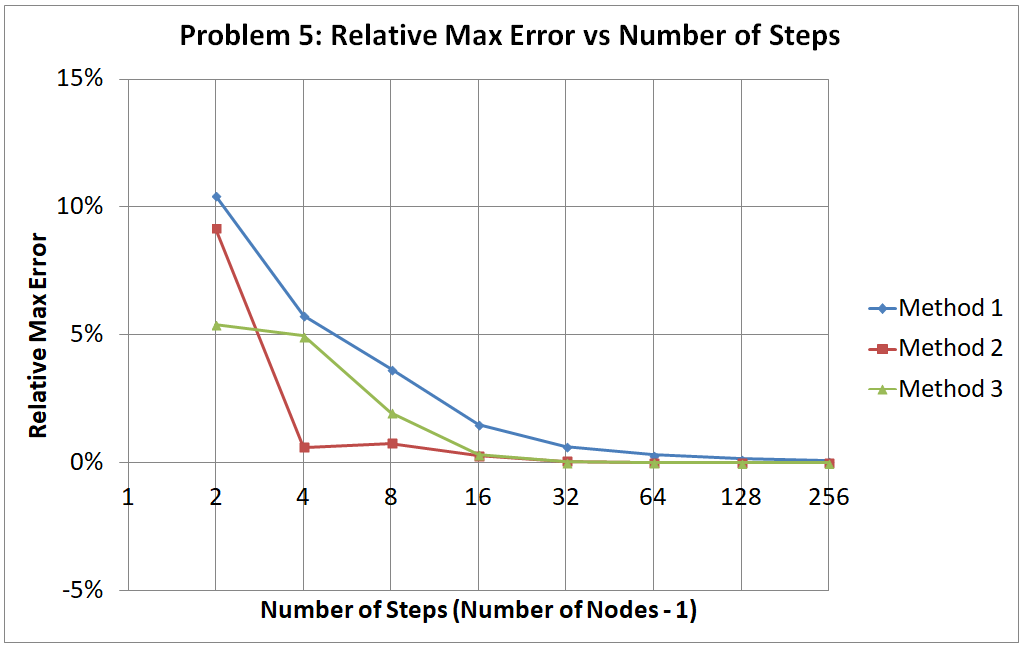 Problem 5: Relative Max Error vs Number of Steps
15%
10%
5%
0%
-5%
Relative Max Error
1 2 4 8 16 32 64 128 256
Number of Steps (Number of Nodes - 1)
Method 1
Method 2
Method 3